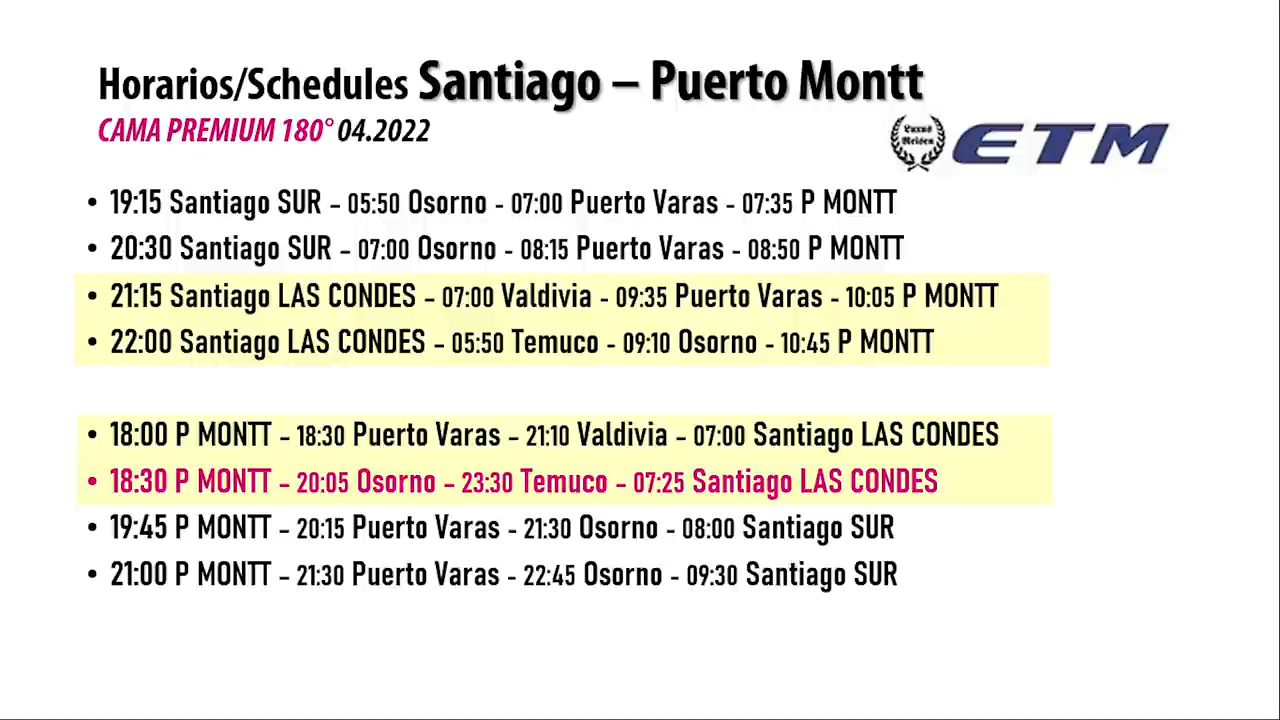 Horarios/Schedules Santiago – Puerto Montt
CAMA PREMIUM 180° 04.2022
Luxus Reisen
ETM
• 19:15 Santiago SUR – 05:50 Osorno - 07:00 Puerto Varas - 07:35 P MONTT
• 20:30 Santiago SUR – 07:00 Osorno - 08:15 Puerto Varas - 08:50 P MONTT
• 21:15 Santiago LAS CONDES – 07:00 Valdivia - 09:35 Puerto Varas - 10:05 P MONTT
• 22:00 Santiago LAS CONDES – 05:50 Temuco - 09:10 Osorno - 10:45 P MONTT
• 18:00 P MONTT – 18:30 Puerto Varas – 21:10 Valdivia – 07:00 Santiago LAS CONDES
• 18:30 P MONTT – 20:05 Osorno – 23:30 Temuco – 07:25 Santiago LAS CONDES
• 19:45 P MONTT – 20:15 Puerto Varas - 21:30 Osorno - 08:00 Santiago SUR
• 21:00 P MONTT – 21:30 Puerto Varas - 22:45 Osorno - 09:30 Santiago SUR